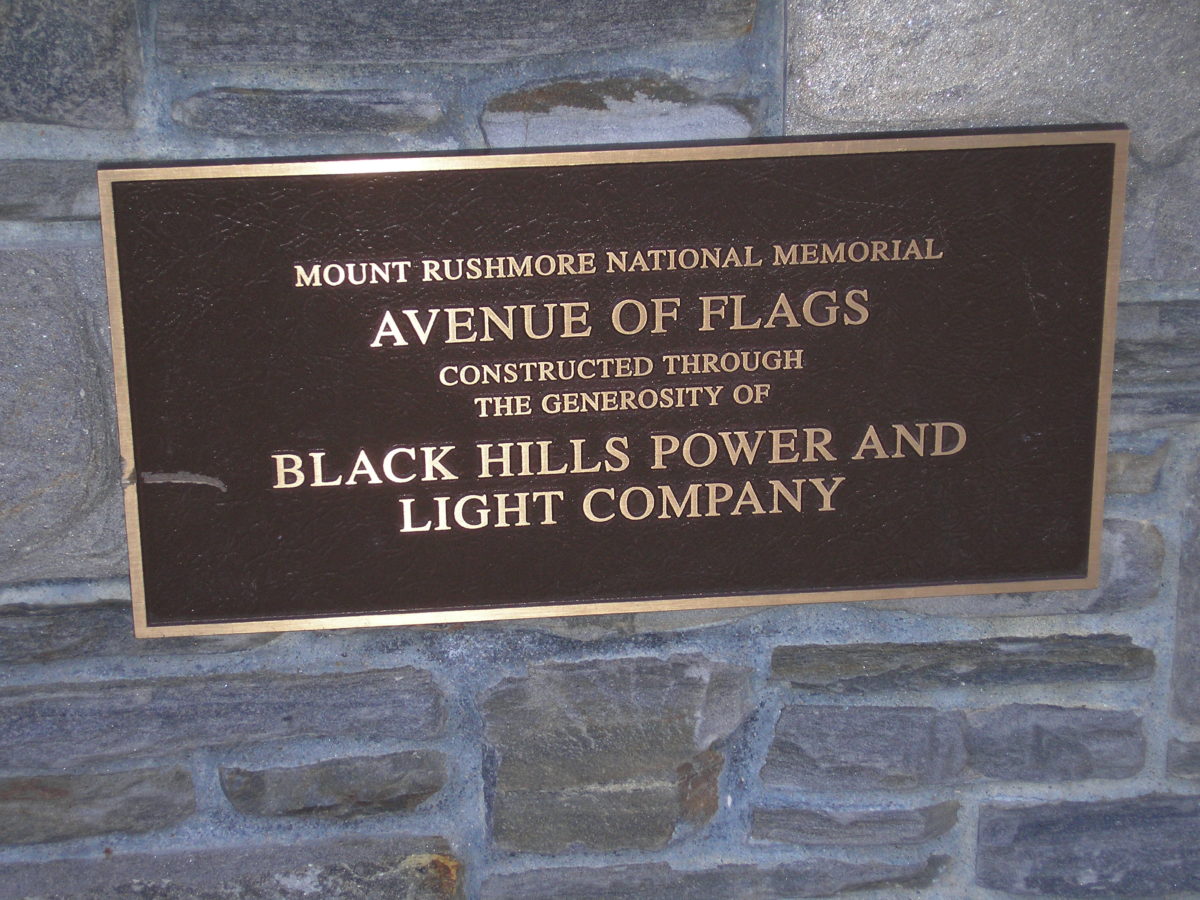 MOUNT RUSHMORE NATIONAL MEMORIAL
AVENUE OF FLAGS
CONSTRUCTED THROUGH
THE GENEROSITY OF
BLACK HILLS POWER AND
LIGHT COMPANY